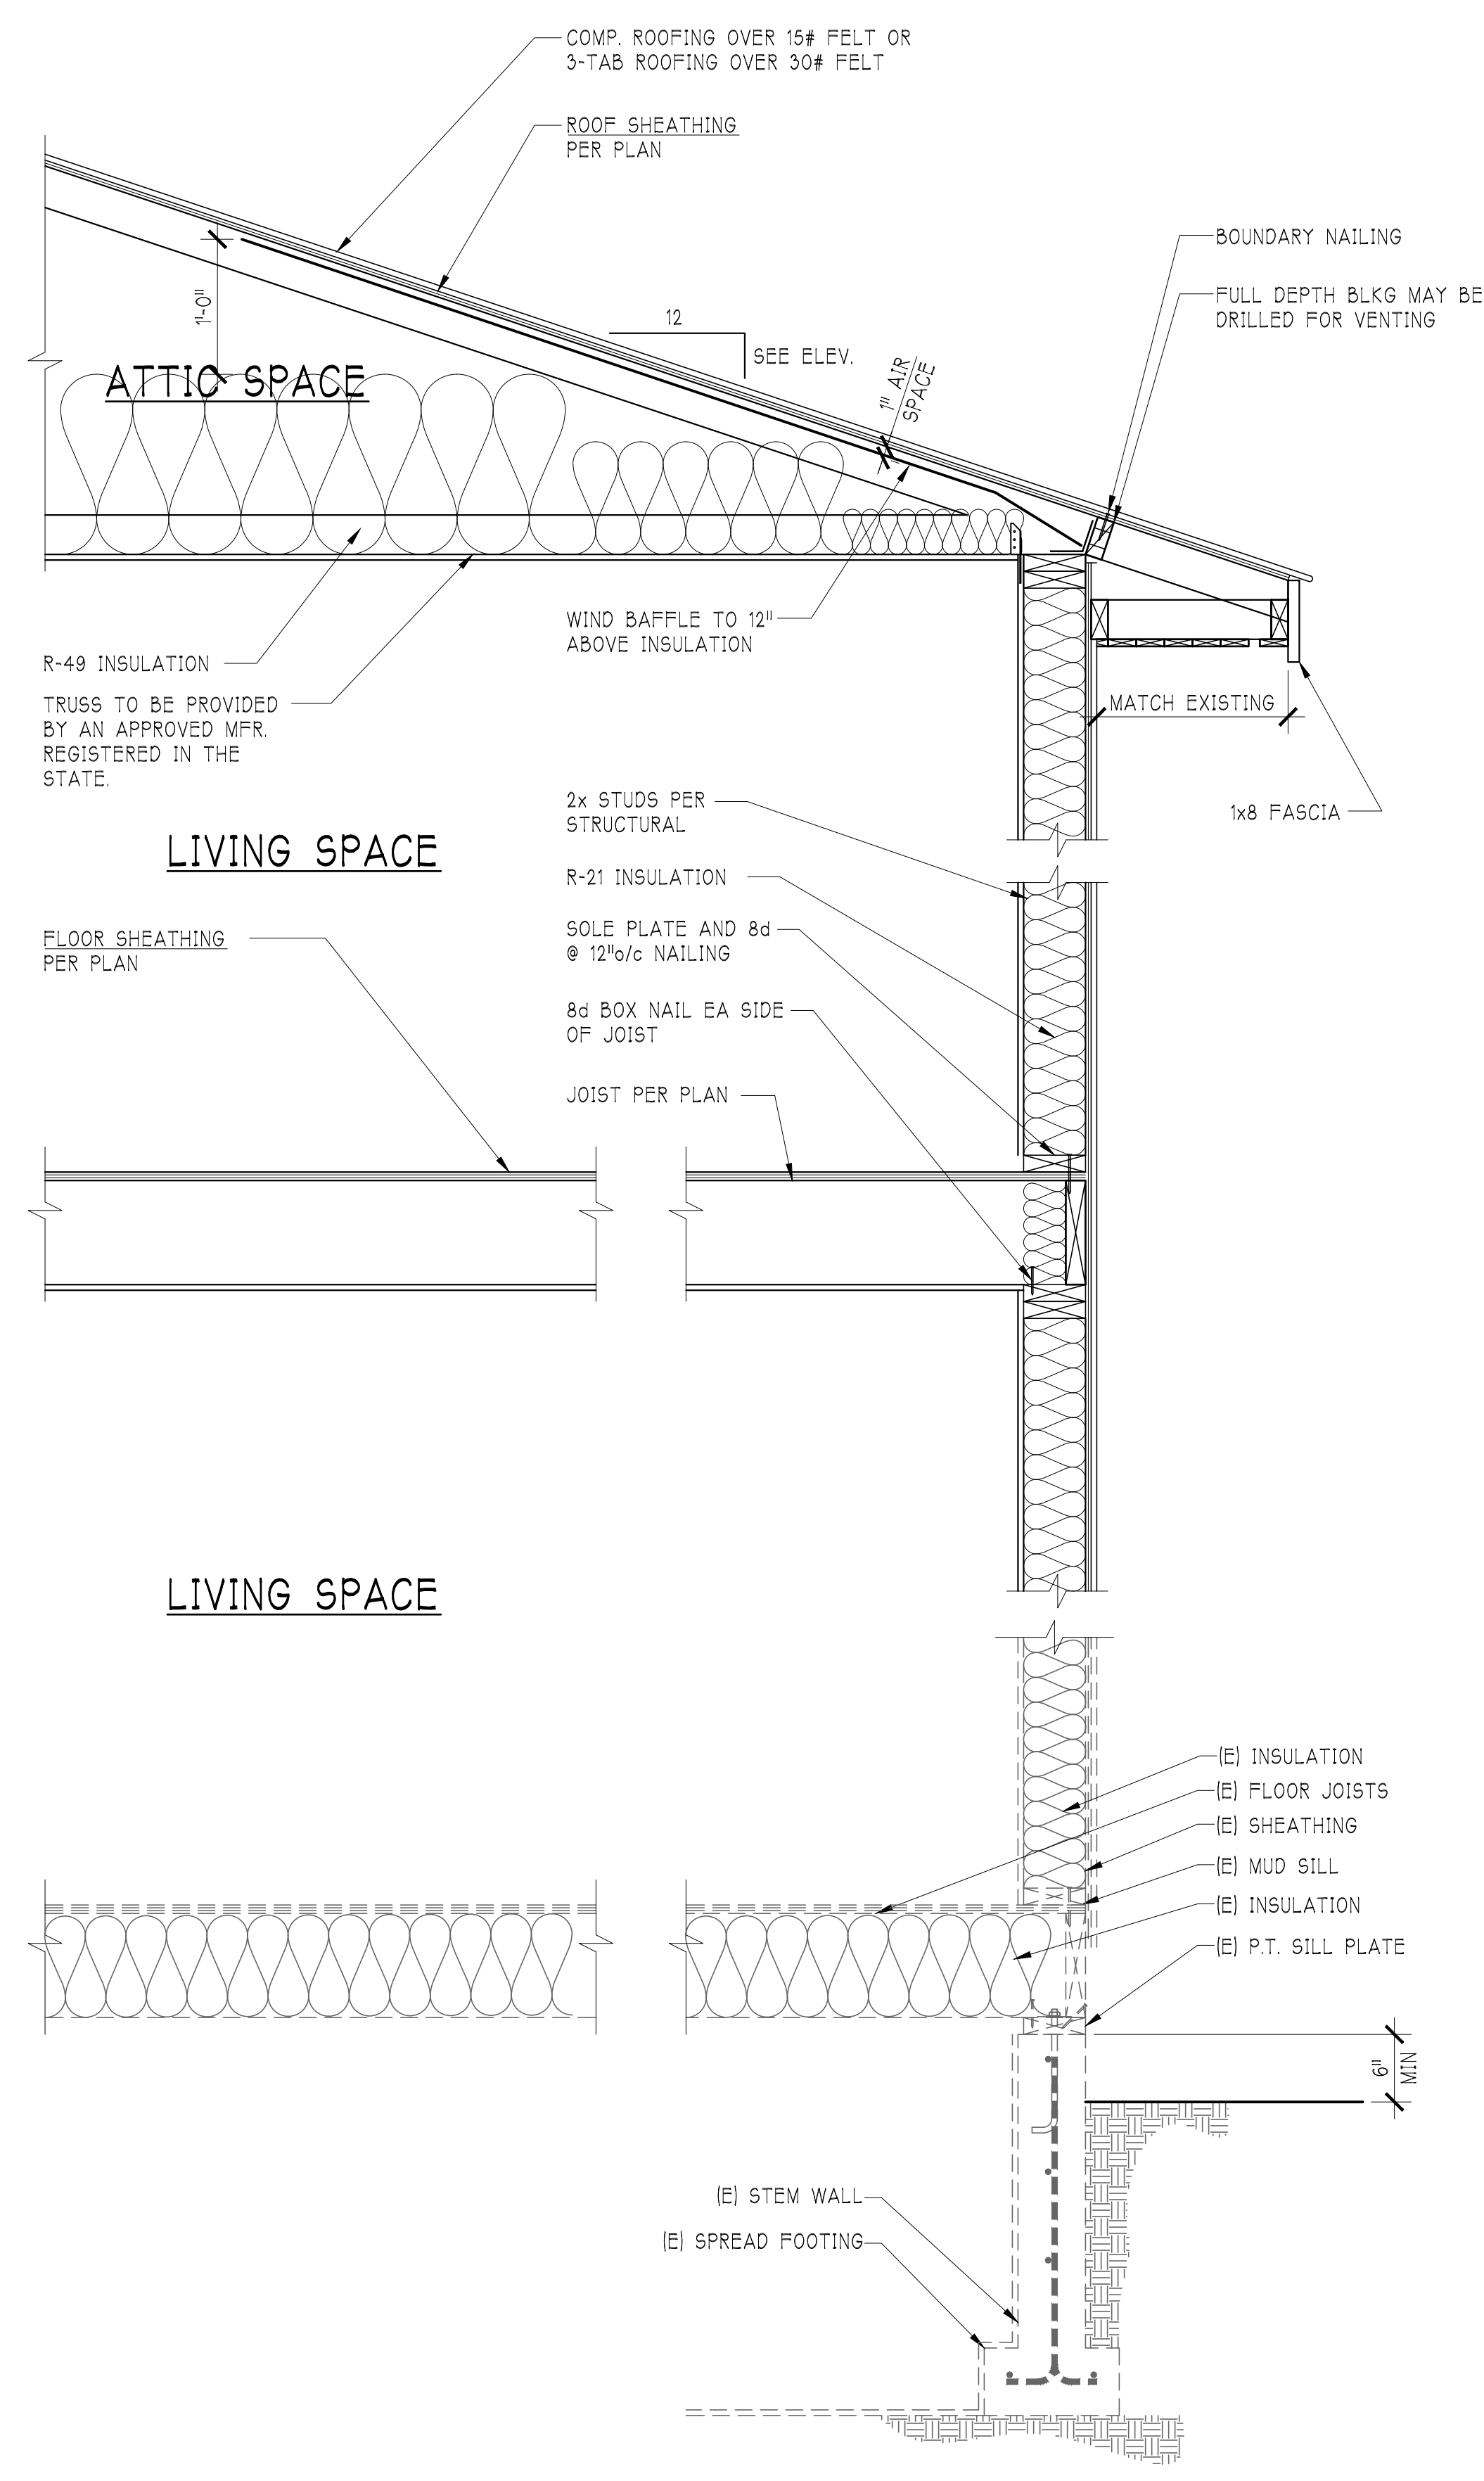 COMP. ROOFING OVER 15# FELT OR
3-TAB ROOFING OVER 30# FELT
ROOF SHEATHING
PER PLAN
BOUNDARY NAILING
FULL DEPTH BLKG MAY BE
DRILLED FOR VENTING
1'-0"
12
SEE ELEV.
1" AIR
SPACE
ATTIC SPACE
WIND BAFFLE TO 12"
ABOVE INSULATION
R-49 INSULATION
TRUSS TO BE PROVIDED
BY AN APPROVED MFR.
REGISTERED IN THE
STATE.
MATCH EXISTING
1x8 FASCIA
2x STUDS PER
STRUCTURAL
LIVING SPACE
R-21 INSULATION
SOLE PLATE AND 8d
@ 12"o/c NAILING
FLOOR SHEATHING
PER PLAN
8d BOX NAIL EA SIDE
OF JOIST
JOIST PER PLAN
LIVING SPACE
(E) INSULATION
(E) FLOOR JOISTS
(E) SHEATHING
(E) MUD SILL
(E) INSULATION
(E) P.T. SILL PLATE
6"
MIN
(E) STEM WALL
(E) SPREAD FOOTING